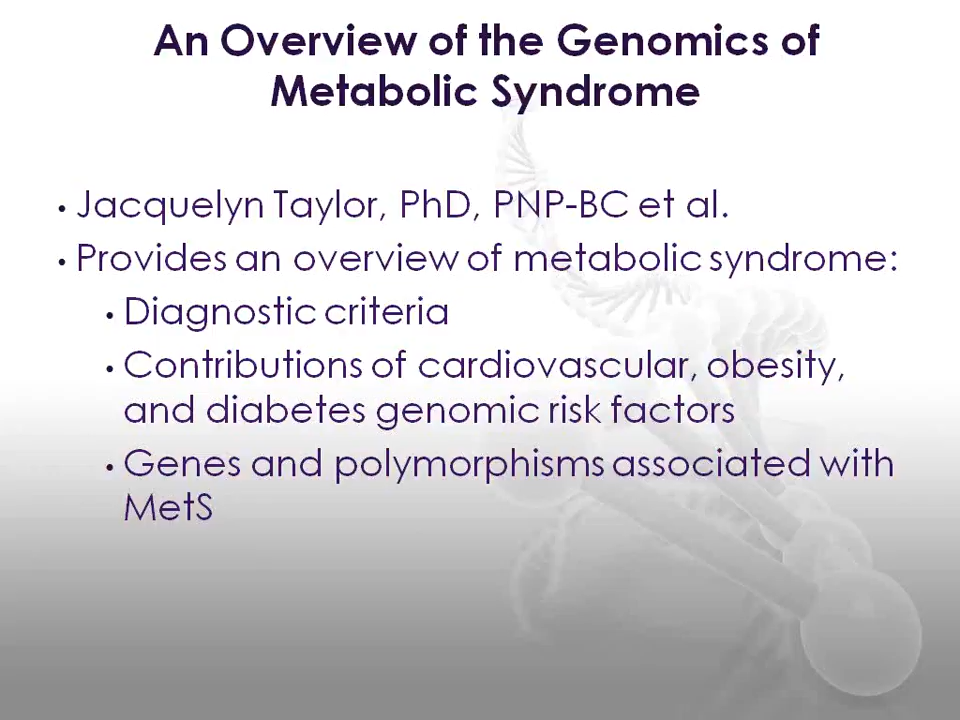 An Overview of the Genomics of
Metabolic Syndrome
• Jacquelyn Taylor, PhD, PNP-BC et al.
• Provides an overview of metabolic syndrome:
• Diagnostic criteria
• Contributions of cardiovascular, obesity,
and diabetes genomic risk factors
• Genes and polymorphisms associated with
MetS